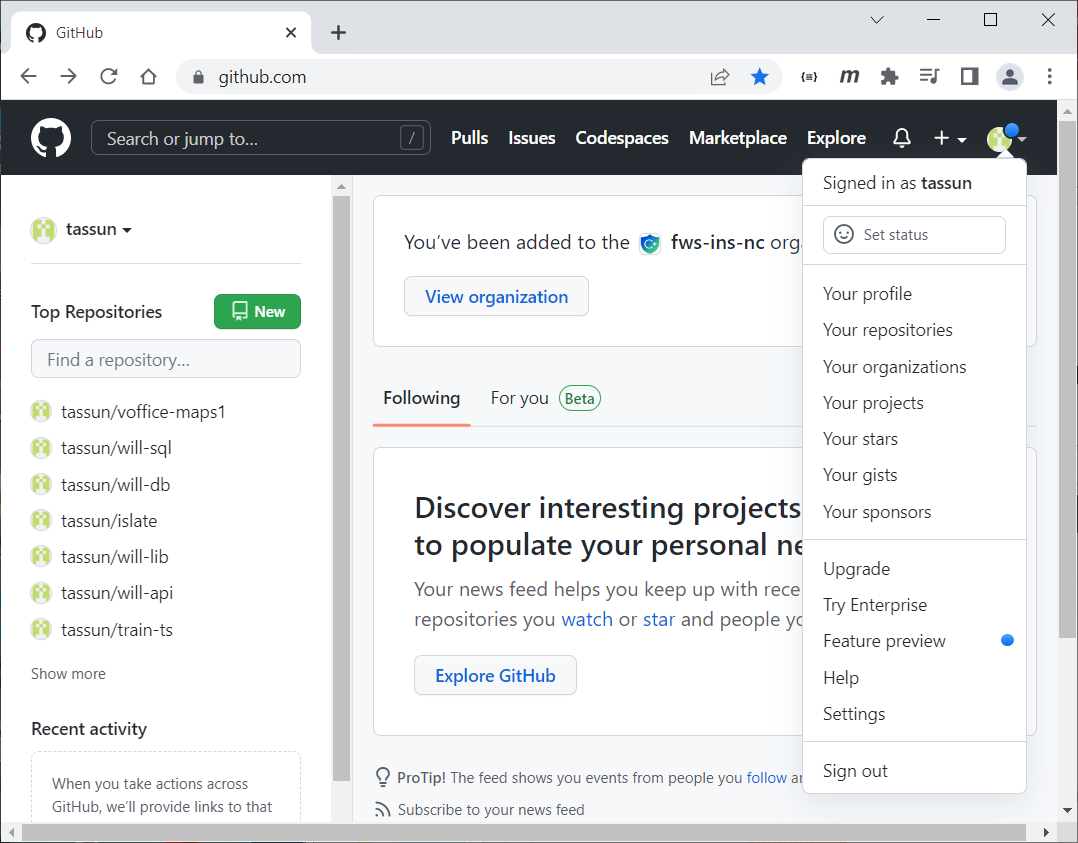 GitHub
github.com
Search or jump to... /
Pulls Issues Codespaces Marketplace Explore
tassun
Top Repositories
New
Find a repository…
tassun/voffice-maps1
tassun/will-sql
tassun/will-db
tassun/islate
tassun/will-lib
tassun/will-api
tassun/train-ts
Show more
Recent activity
When you take actions across
GitHub, we’ll provide links to that
You’ve been added to the fws-ins-nc orga
View organization
Following For you Beta
Discover interesting projects
to populate your personal ne
Your news feed helps you keep up with rece
repositories you watch or star and people yo
Explore GitHub
ProTip! The feed shows you events from people you follow an
Subscribe to your news feed
Signed in as tassun
Set status
Your profile
Your repositories
Your organizations
Your projects
Your stars
Your gists
Your sponsors
Upgrade
Try Enterprise
Feature preview
Help
Settings
Sign out